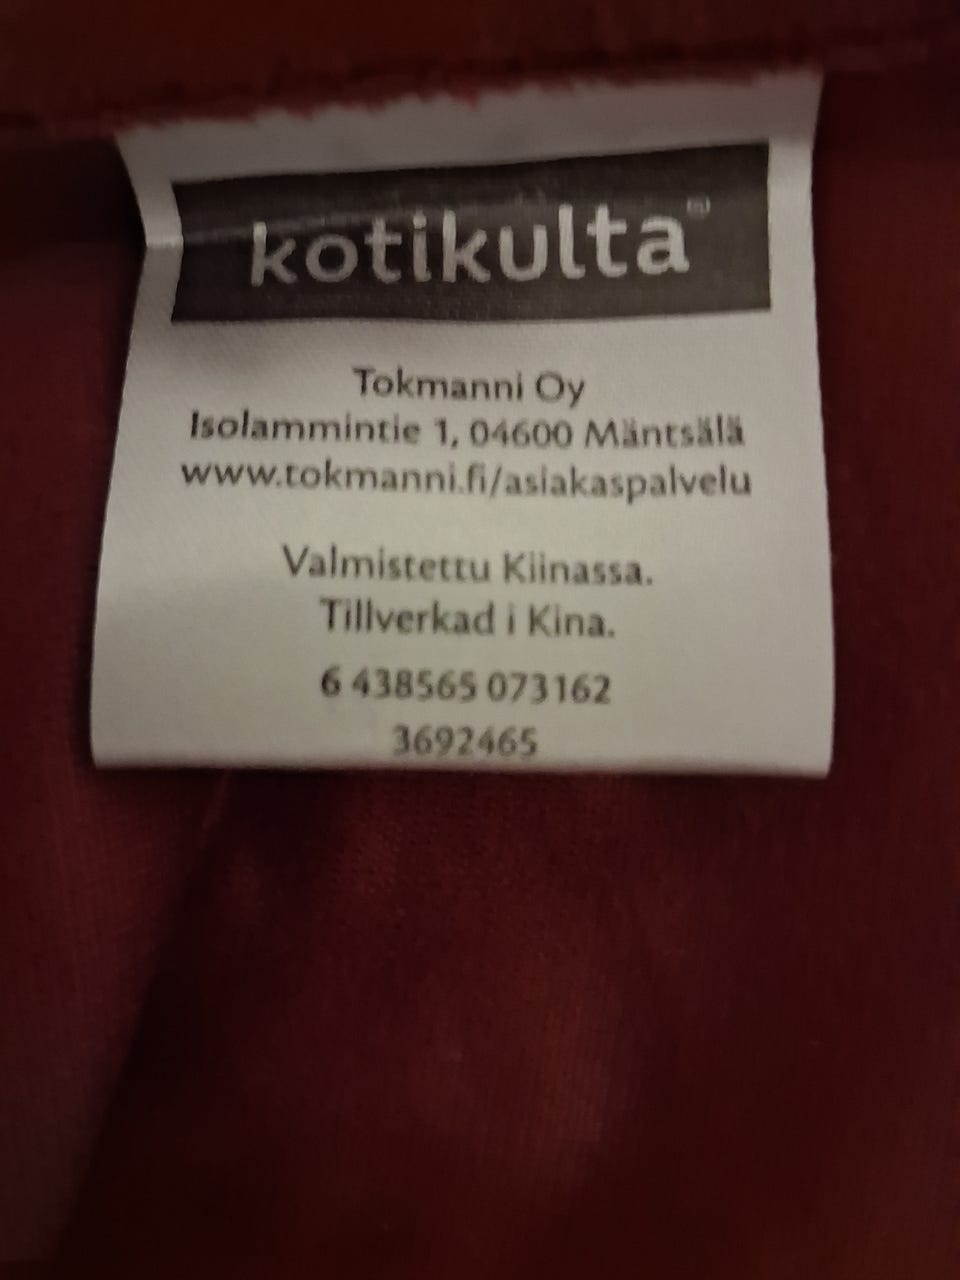 kotikulta
Tokmanni Oy
Isolammintie 1, 04600 Mäntsälä
www.tokmanni.fi/asiakaspalvelu
Valmistettu Kiinassa.
Tillverkad i Kina.
6 438565 073162
3692465